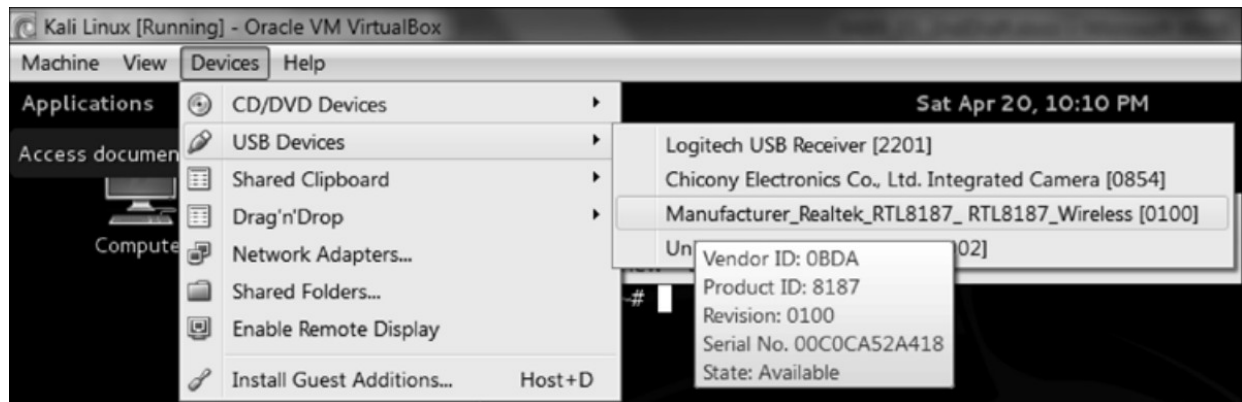 Kali Linux [Running] - Oracle VM VirtualBox
Machine View Devices Help
Applications
Sat Apr 20, 10:10 PM
Access documen
Compute
CD/DVD Devices
USB Devices
Shared Clipboard
Drag'n'Drop
Network Adapters...
Shared Folders...
Enable Remote Display
Install Guest Additions... Host+D
Logitech USB Receiver [2201]
Chicony Electronics Co., Ltd. Integrated Camera [0854]
Manufacturer_Realtek_RTL8187_ RTL8187_Wireless [0100]
Un 02]
Vendor ID: 0BDA
Product ID: 8187
Revision: 0100
Serial No. 00C0CA52A418
State: Available
~#